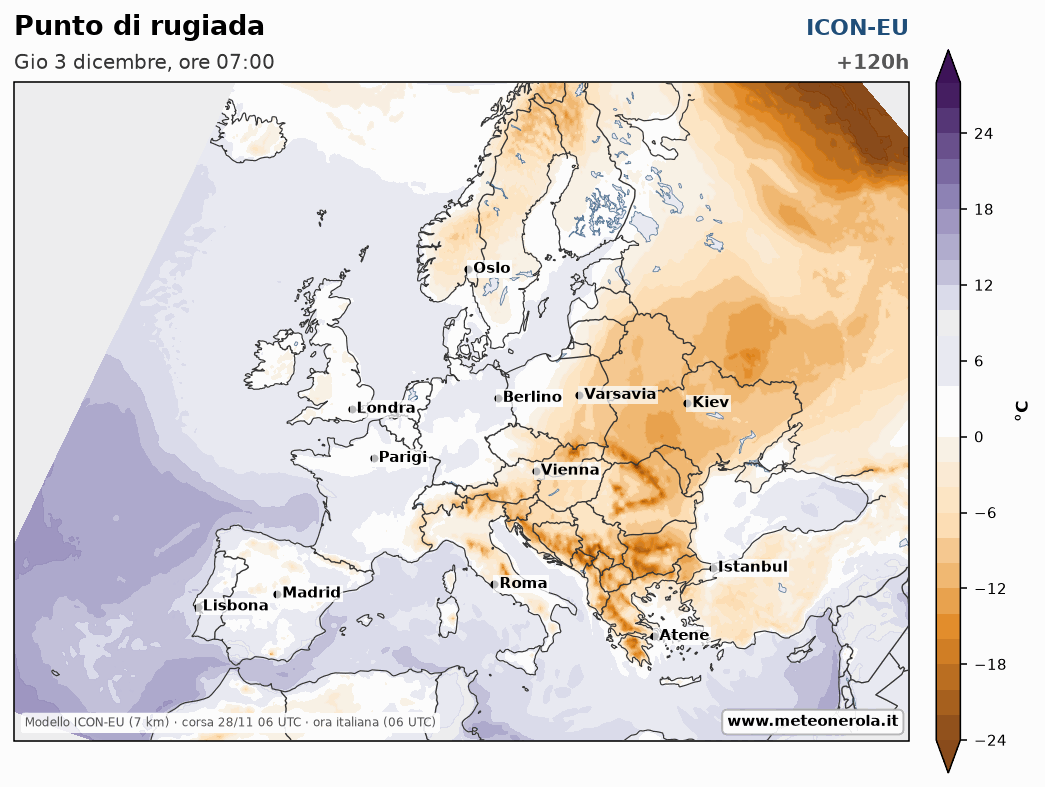 Punto di rugiada
ICON-EU
Gio 3 dicembre, ore 07:00
+120h
24
18
12
6
0
−6
−12
−18
−24
°C
Oslo
Berlino
Varsavia
Kiev
Londra
Parigi
Vienna
Istanbul
Roma
Madrid
Lisbona
Atene
Modello ICON-EU (7 km) · corsa 28/11 06 UTC · ora italiana (06 UTC)
www.meteonerola.it